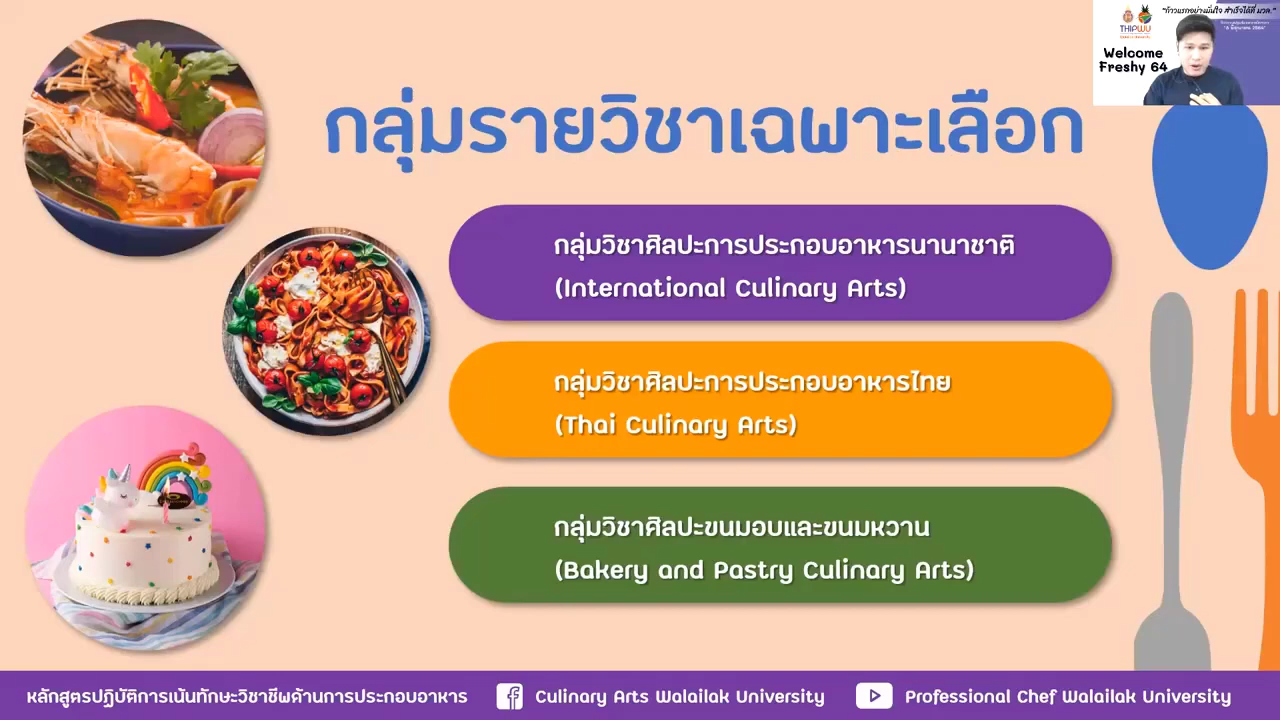 "ก้าวแรกอย่างมั่นใจ สำเร็จได้ที่ มวล."
THIPWU
Welcome
Freshy 64
กลุ่มรายวิชาเฉพาะเลือก
กลุ่มวิชาศิลปะการประกอบอาหารนานาชาติ
(International Culinary Arts)
กลุ่มวิชาศิลปะการประกอบอาหารไทย
(Thai Culinary Arts)
กลุ่มวิชาศิลปะขนมอบและขนมหวาน
(Bakery and Pastry Culinary Arts)
หลักสูตรปฏิบัติการเน้นทักษะวิชาชีพด้านการประกอบอาหาร
Culinary Arts Walailak University
Professional Chef Walailak University